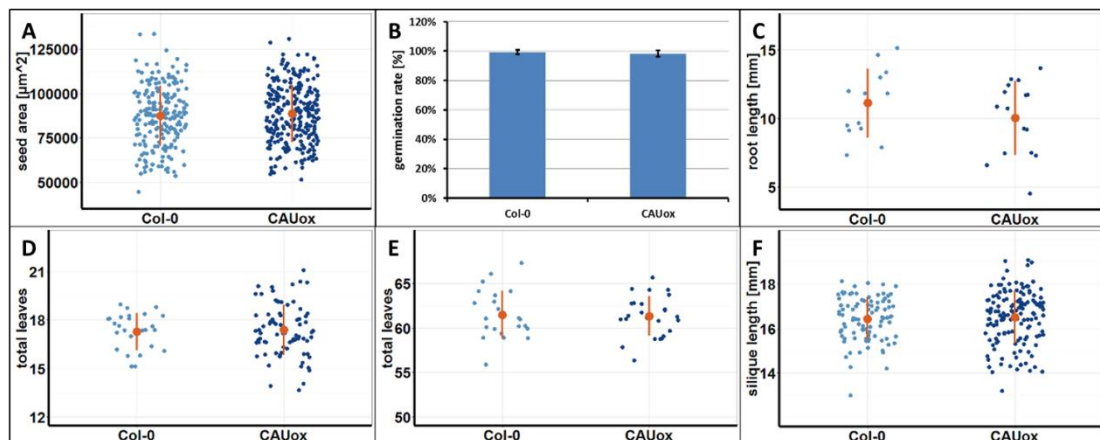 A
seed area [µm^2]
125000
100000
75000
50000
Col-0 CAUox
B
germination rate [%]
120%
100%
80%
60%
40%
20%
0%
Col-0 CAUox
C
root length [mm]
15
10
5
Col-0 CAUox
D
total leaves
21
18
15
12
Col-0 CAUox
E
total leaves
65
60
55
50
Col-0 CAUox
F
silique length [mm]
18
16
14
Col-0 CAUox